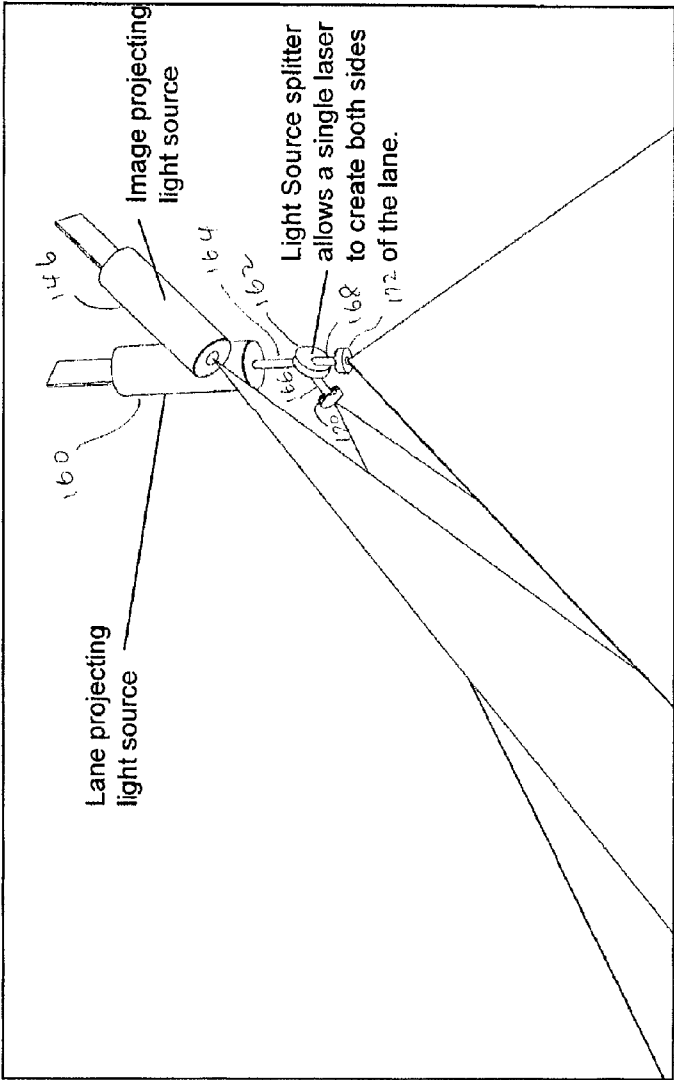 Lane projecting
light source
Image projecting
light source
Light Source splitter
allows a single laser
to create both sides
of the lane.
160
146
164
162
166
168
170
172